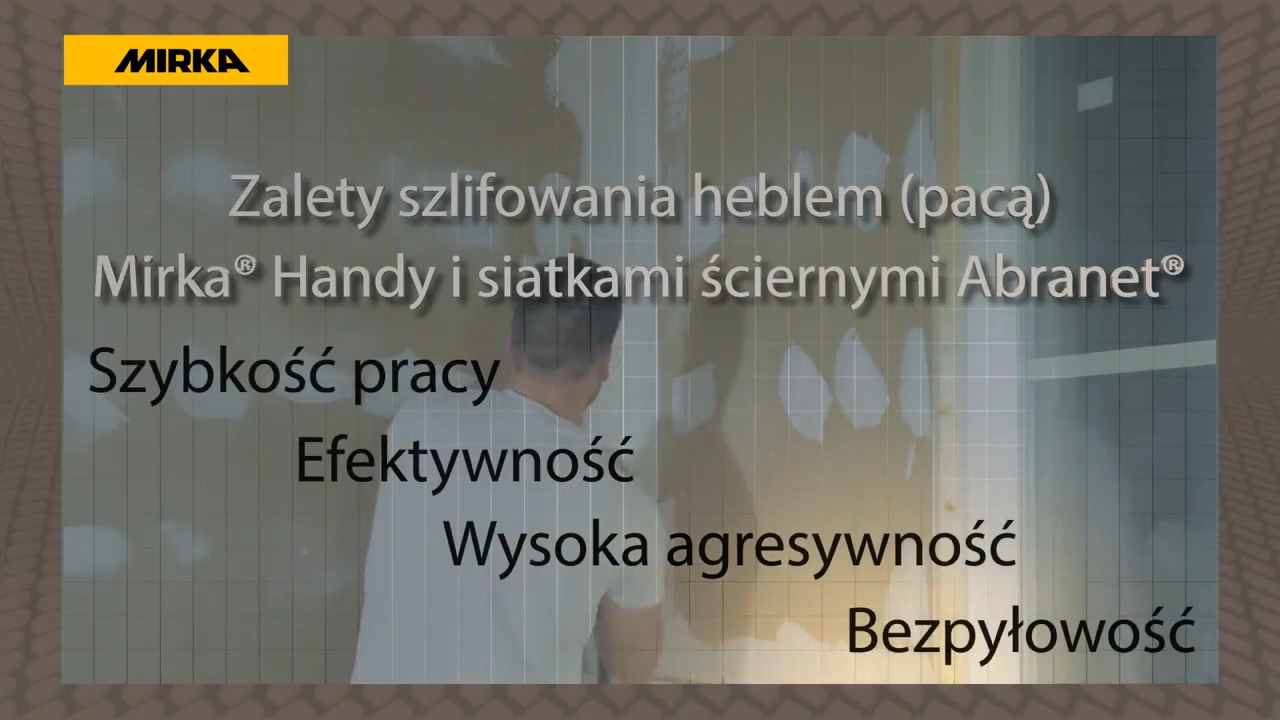 MIRKA
Zalety szlifowania heblem (pacą)
Mirka® Handy i siatkami ściernymi Abranet®
Szybkość pracy
Efektywność
Wysoka agresywność
Bezpyłowość